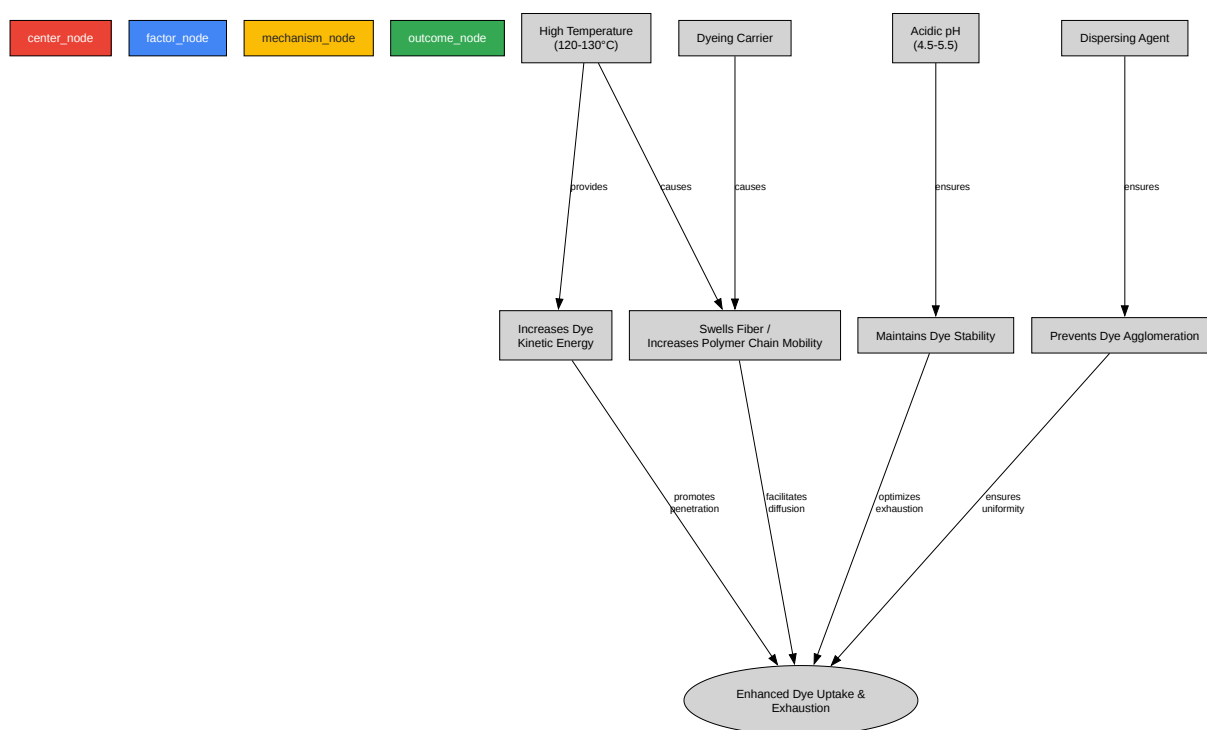 center_node
factor_node
mechanism_node
outcome_node
High Temperature
(120-130°C)
Dyeing Carrier
Acidic pH
(4.5-5.5)
Dispersing Agent
provides
causes
causes
ensures
ensures
Increases Dye
Kinetic Energy
Swells Fiber /
Increases Polymer Chain Mobility
Maintains Dye Stability
Prevents Dye Agglomeration
promotes
penetration
facilitates
diffusion
optimizes
exhaustion
ensures
uniformity
Enhanced Dye Uptake &
Exhaustion